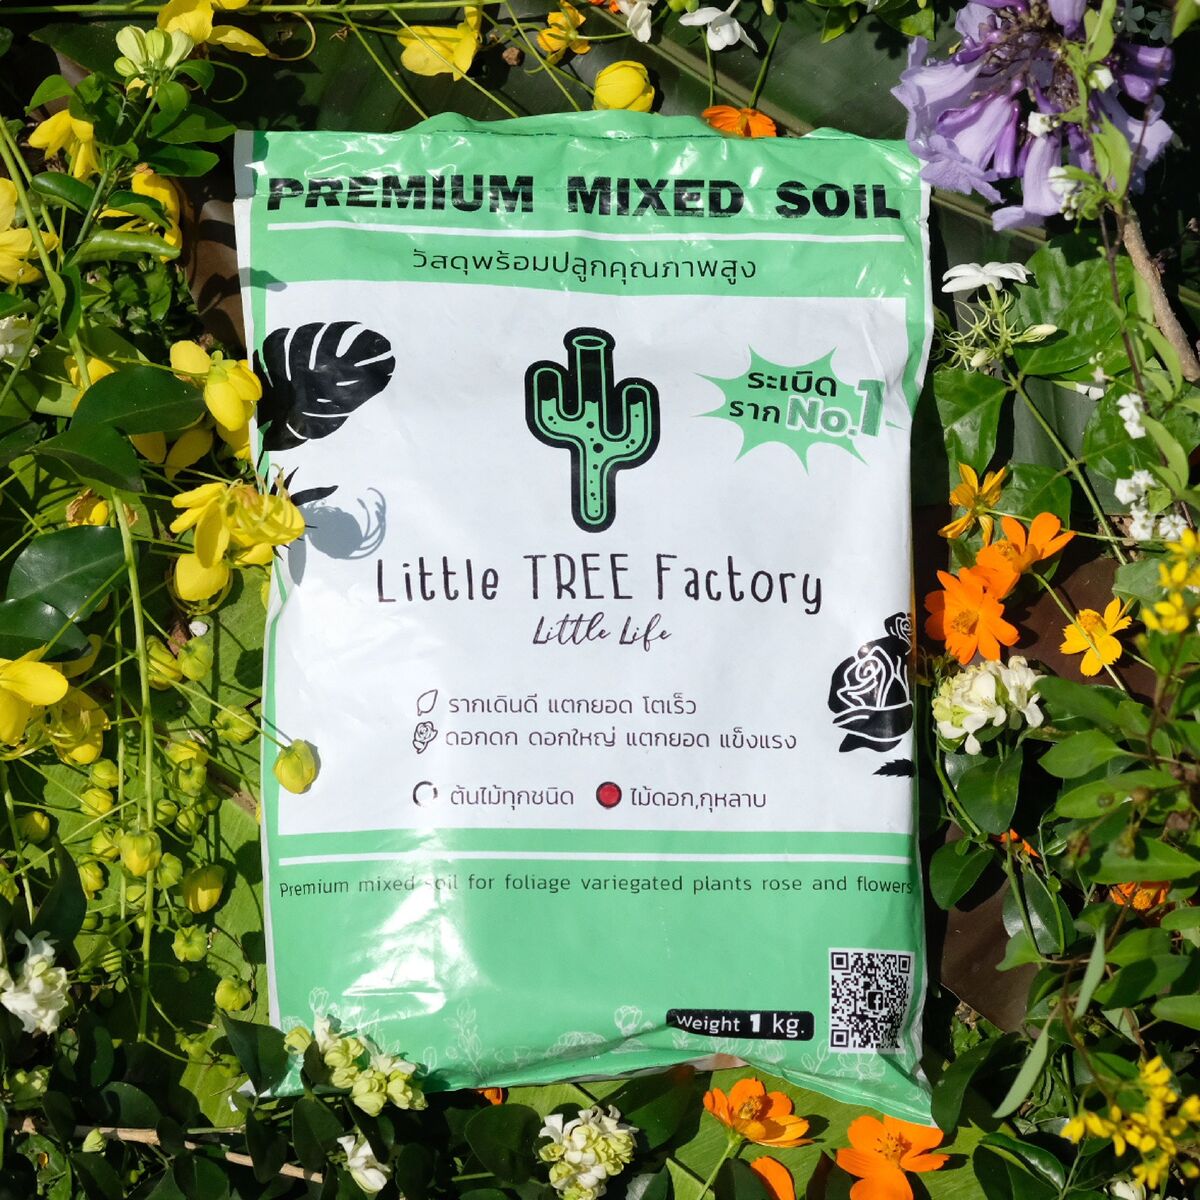 PREMIUM MIXED SOIL
วัสดุพร้อมปลูกคุณภาพสูง
ระเบิด
ราก No.1
Little TREE Factory
Little Life
รากเดินดี แตกยอด โตเร็ว
ดอกดก ดอกใหญ่ แตกยอด แข็งแรง
ต้นไม้ทุกชนิด ไม้ดอก,กุหลาบ
Premium mixed soil for foliage variegated plants rose and flowers
Weight 1 kg.